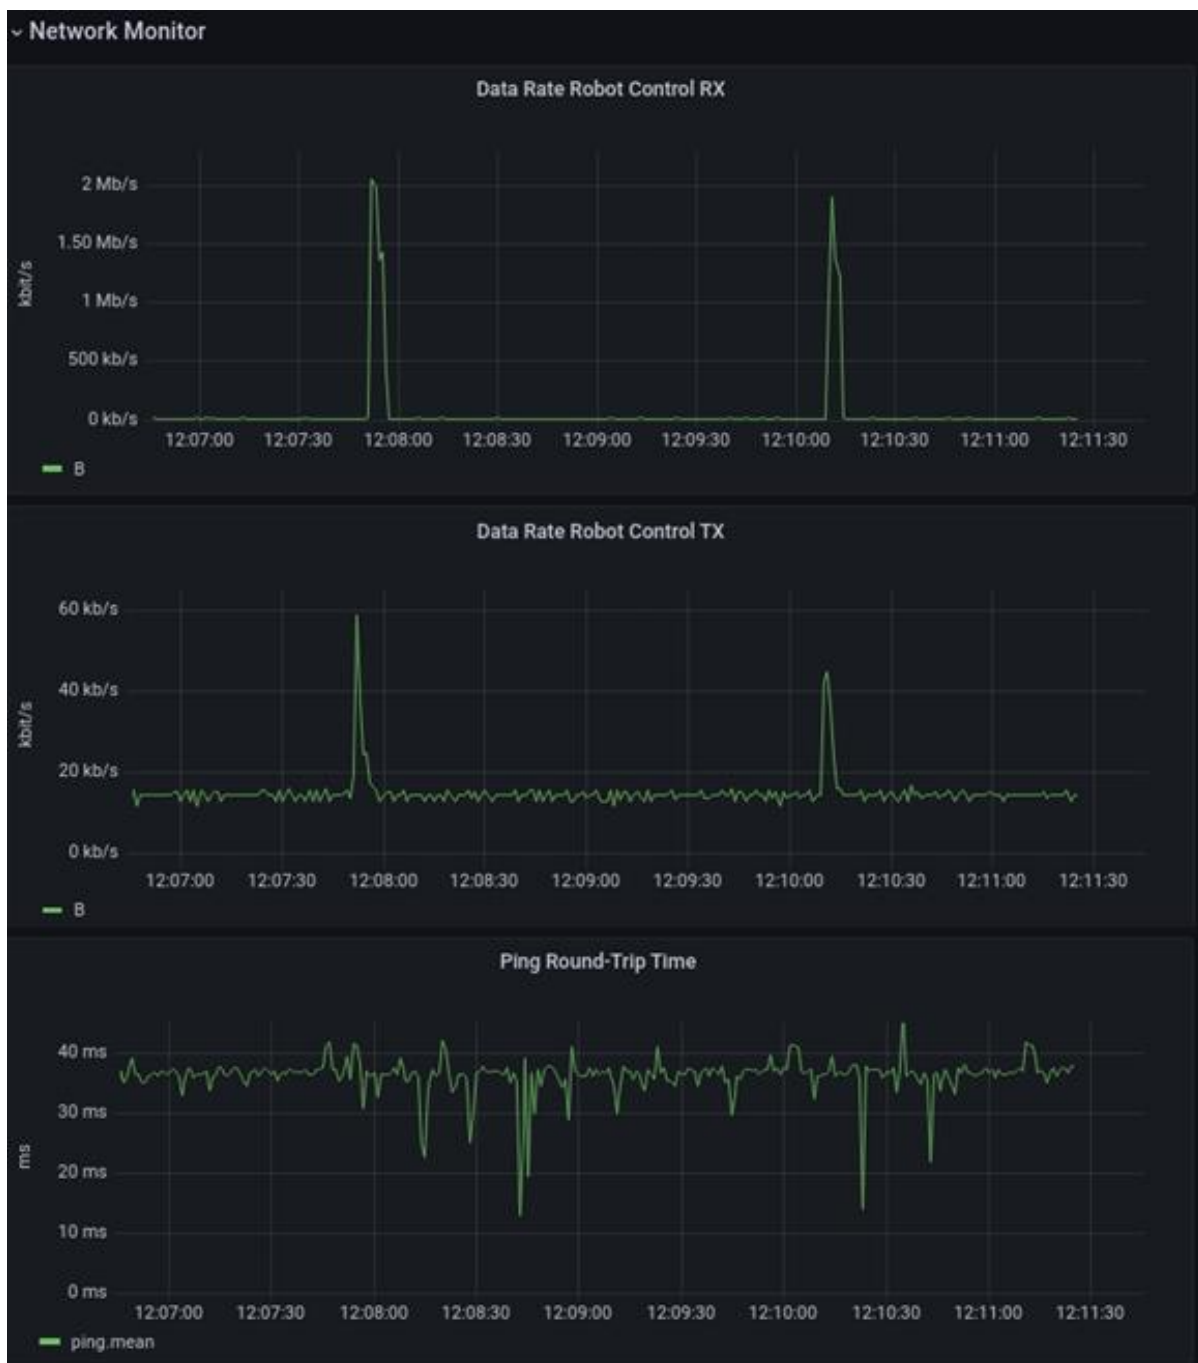 Network Monitor
Data Rate Robot Control RX
kbit/s
2 Mb/s
1.50 Mb/s
1 Mb/s
500 kb/s
0 kb/s
12:07:00 12:07:30 12:08:00 12:08:30 12:09:00 12:09:30 12:10:00 12:10:30 12:11:00 12:11:30
B
Data Rate Robot Control TX
kbit/s
60 kb/s
40 kb/s
20 kb/s
0 kb/s
12:07:00 12:07:30 12:08:00 12:08:30 12:09:00 12:09:30 12:10:00 12:10:30 12:11:00 12:11:30
B
Ping Round-Trip Time
ms
40 ms
30 ms
20 ms
10 ms
0 ms
12:07:00 12:07:30 12:08:00 12:08:30 12:09:00 12:09:30 12:10:00 12:10:30 12:11:00 12:11:30
ping.mean